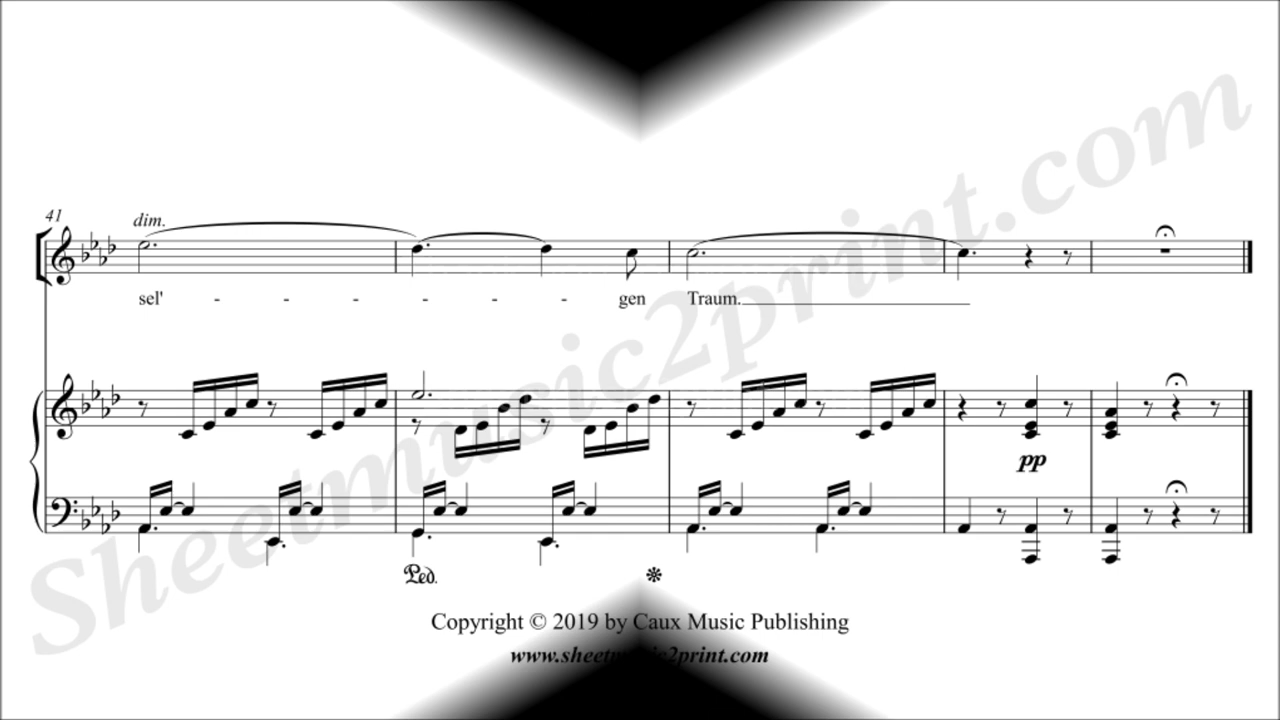 41
dim.
sel' - - - - - - gen Traum.
pp
Ped.
Copyright © 2019 by Caux Music Publishing
www.sheetmusic2print.com
Sheetmusic2print.com